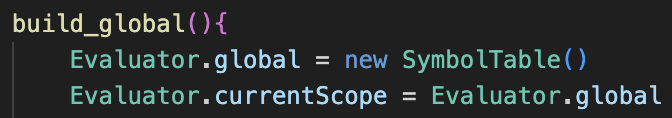 build_global(){
Evaluator.global = new SymbolTable()
Evaluator.currentScope = Evaluator.global